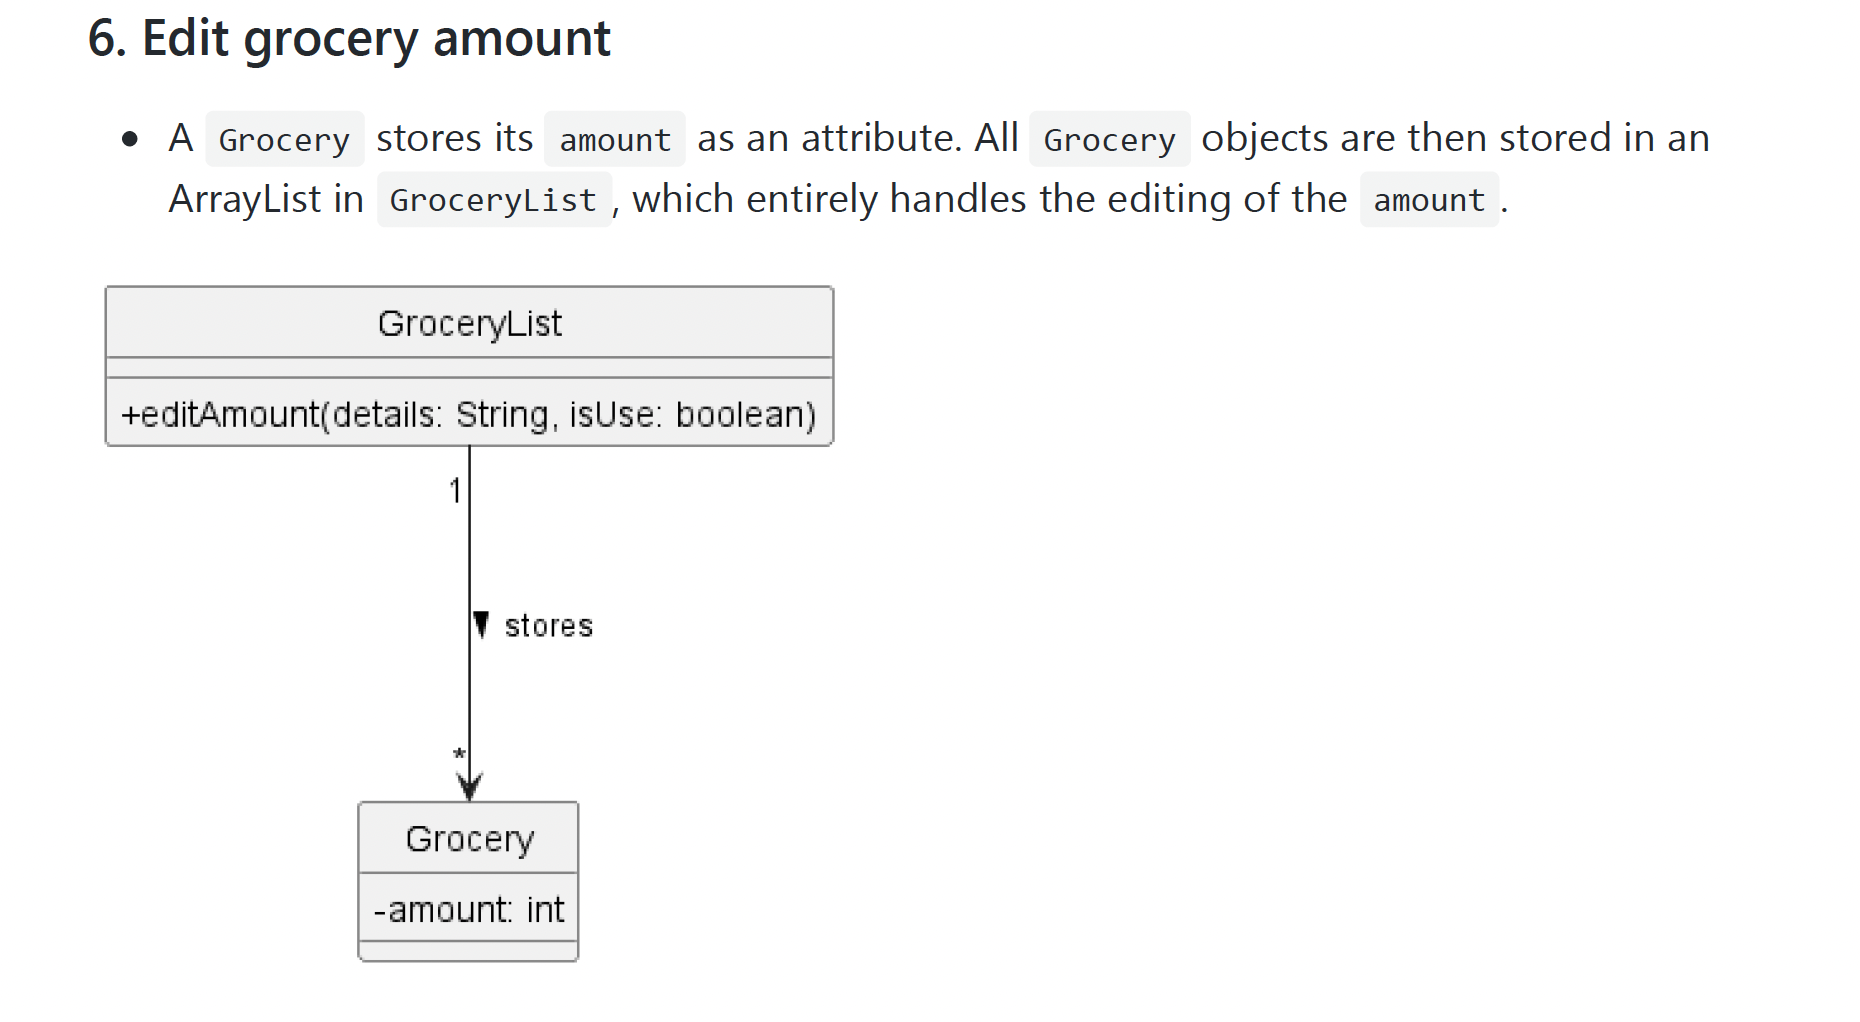 6. Edit grocery amount
• A Grocery stores its amount as an attribute. All Grocery objects are then stored in an
ArrayList in GroceryList, which entirely handles the editing of the amount.
GroceryList
+editAmount(details: String, isUse: boolean)
1
stores
*
Grocery
-amount: int